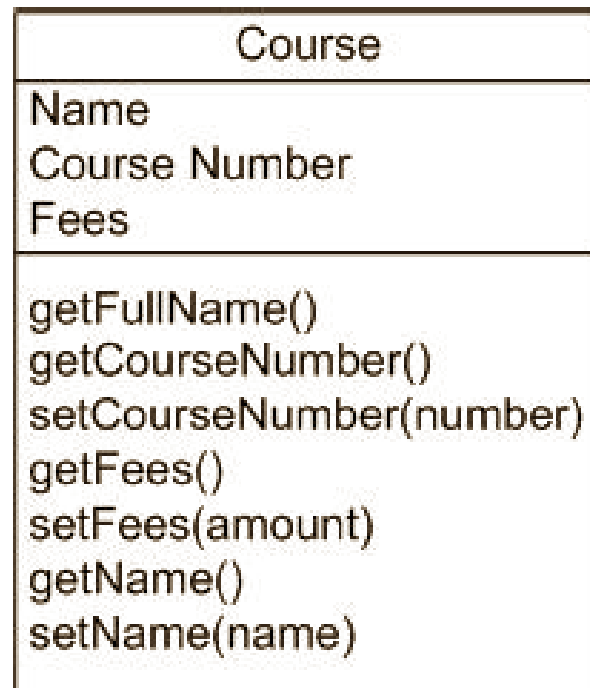 Course
Name
Course Number
Fees
getFullName()
getCourseNumber()
setCourseNumber(number)
getFees()
setFees(amount)
getName()
setName(name)